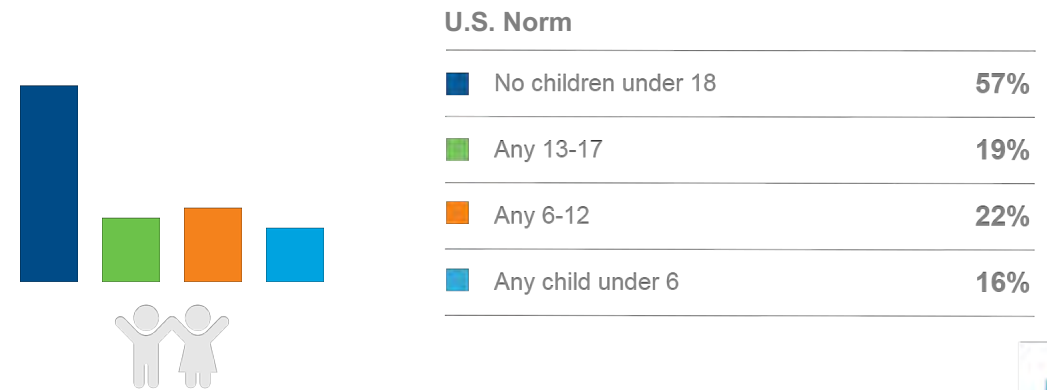 U.S. Norm
No children under 18 57%
Any 13-17 19%
Any 6-12 22%
Any child under 6 16%